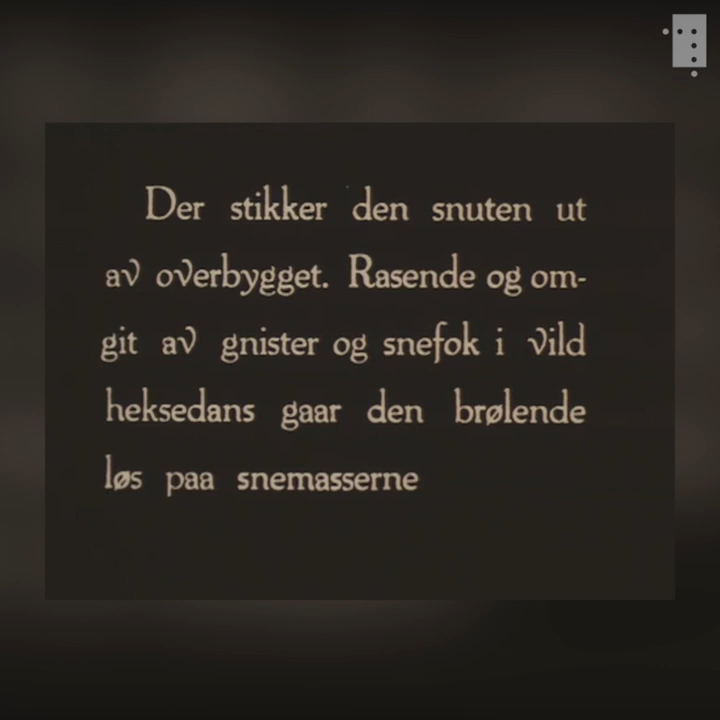 Der stikker den snuten ut
av overbygget. Rasende og om-
git av gnister og snefok i vild
heksedans gaar den brølende
løs paa snemasserne